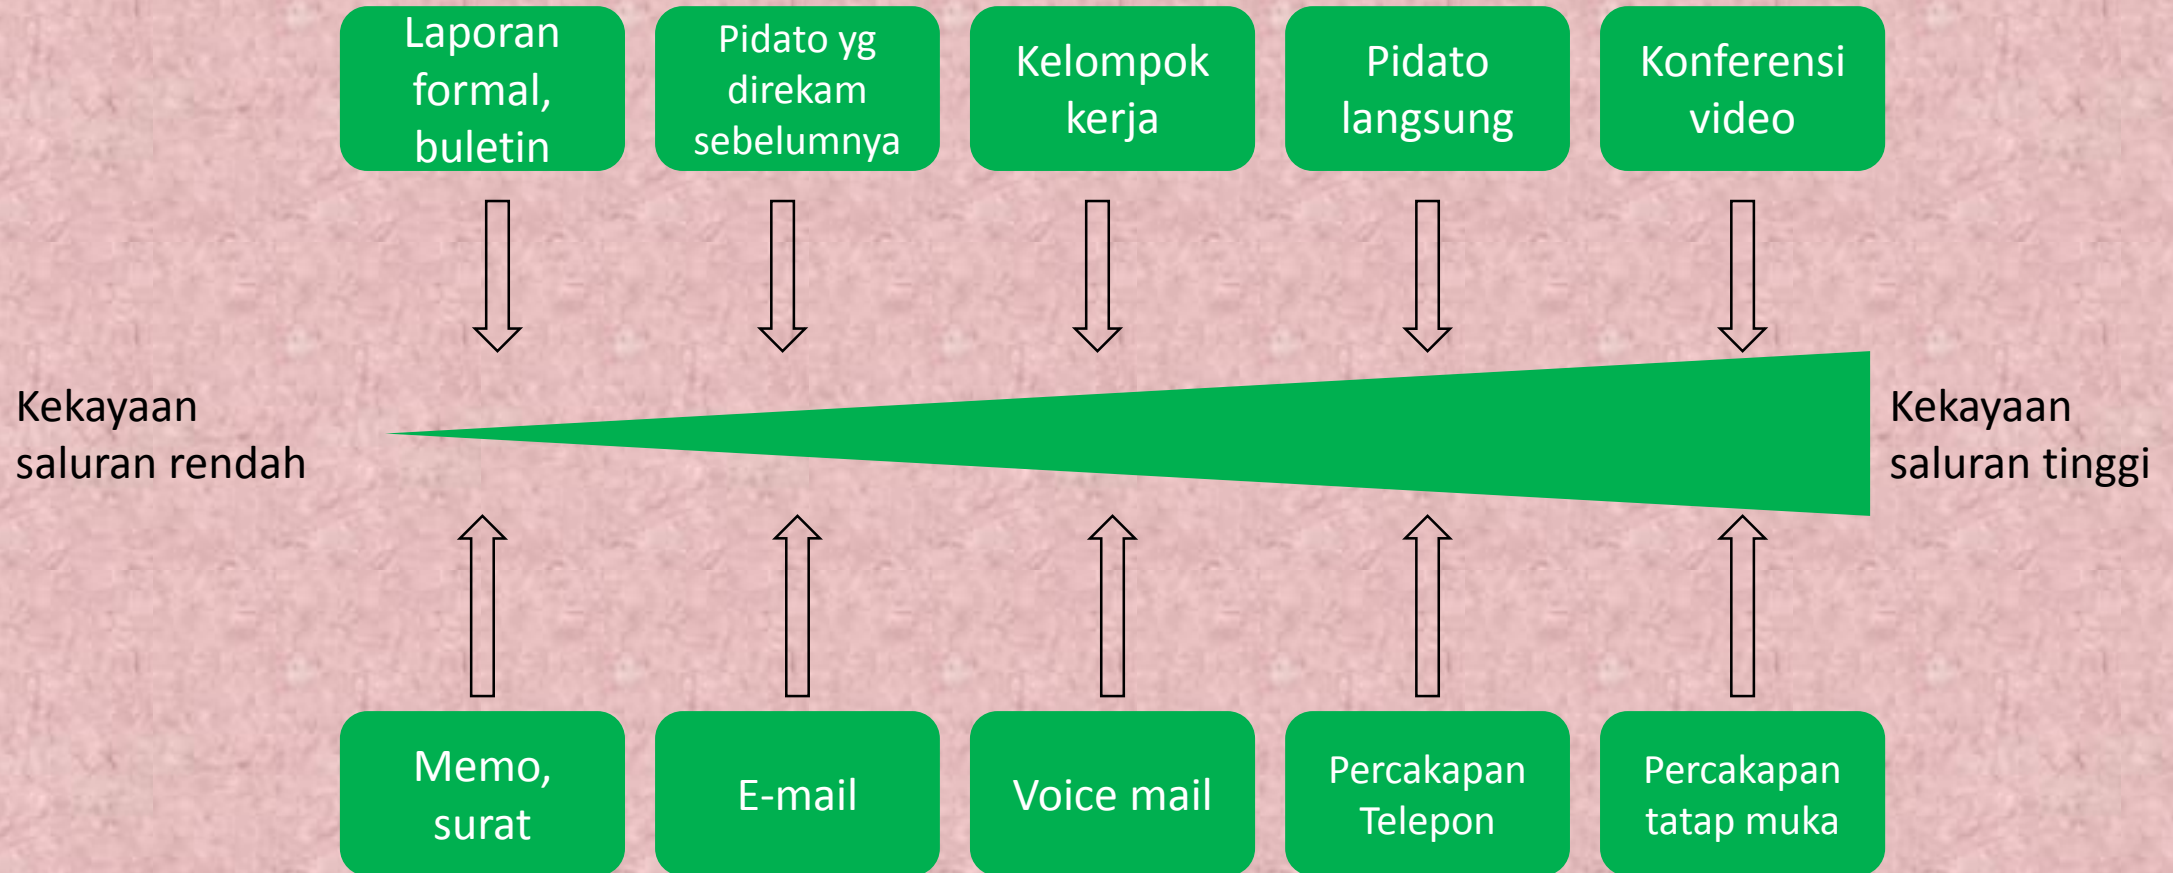 Laporan
formal,
buletin
Pidato yg
direkam
sebelumnya
Kelompok
kerja
Pidato
langsung
Konferensi
video
Kekayaan
saluran rendah
Kekayaan
saluran tinggi
Memo,
surat
E-mail
Voice mail
Percakapan
Telepon
Percakapan
tatap muka